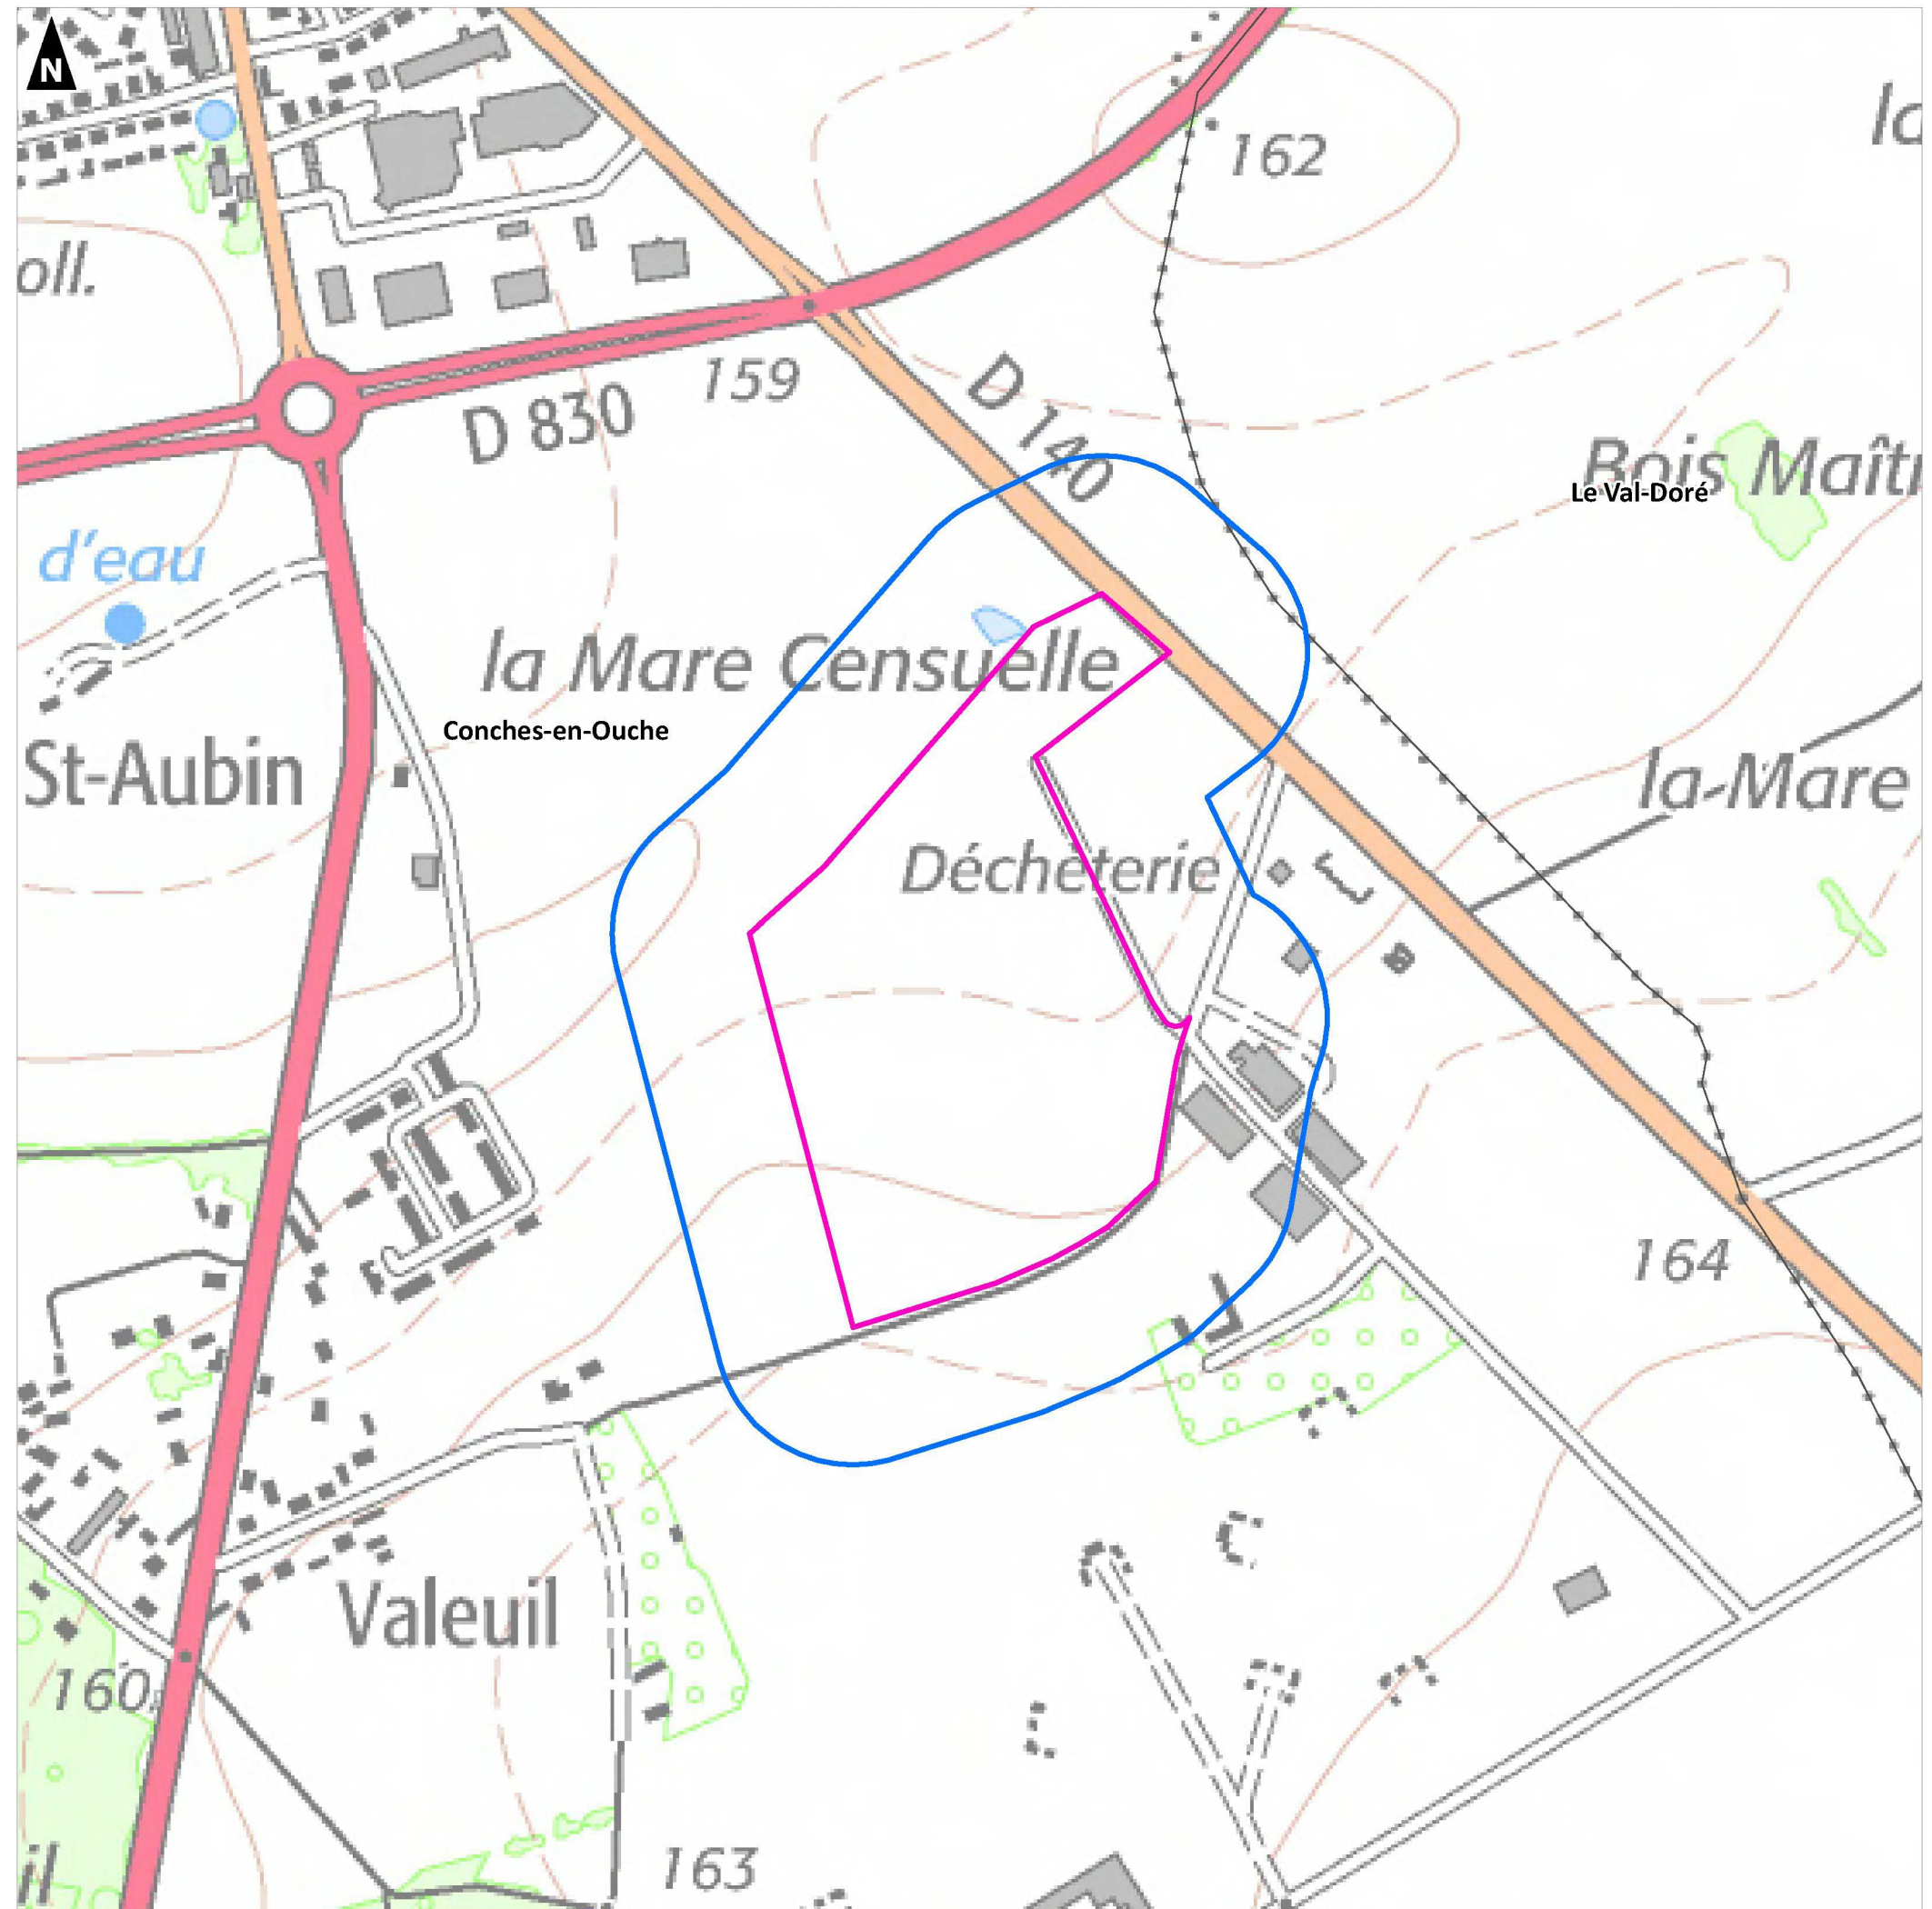 N
162
oll.
159
D 830
D 140
Bois Maîtr
Le Val-Doré
d'eau
la Mare Censuelle
Conches-en-Ouche
St-Aubin
la-Mare
Déchèterie
164
Valeuil
160
163
il